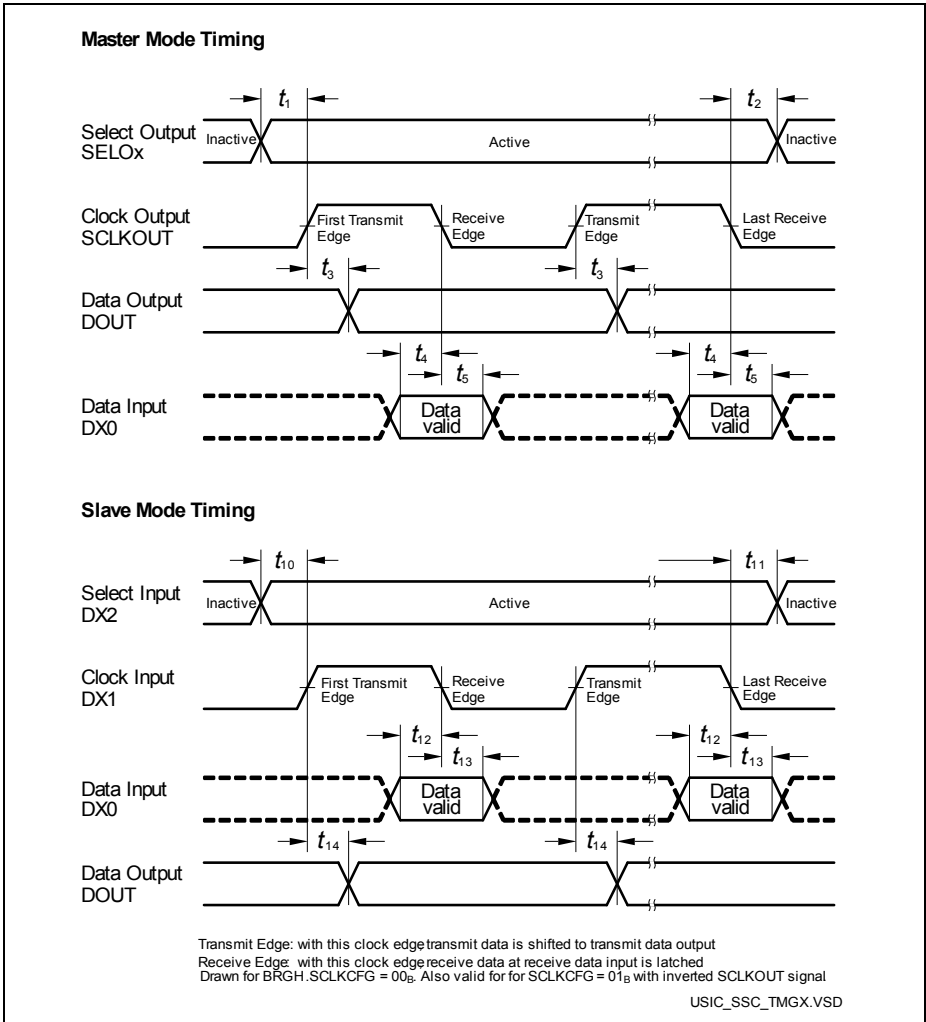 Master Mode Timing
t1
t2
Select Output
SELOx
Inactive
Active
Inactive
Clock Output
SCLKOUT
First Transmit
Edge
Receive
Edge
Transmit
Edge
Last Receive
Edge
t3
t3
Data Output
DOUT
t4
t5
t4
t5
Data Input
DX0
Data
valid
Data
valid
Slave Mode Timing
t10
t11
Select Input
DX2
Inactive
Active
Inactive
Clock Input
DX1
First Transmit
Edge
Receive
Edge
Transmit
Edge
Last Receive
Edge
t12
t13
t12
t13
Data Input
DX0
Data
valid
Data
valid
t14
t14
Data Output
DOUT
Transmit Edge: with this clock edge, transmit data is shifted to transmit data output
Receive Edge: with this clock edge, receive data at receive data input is latched
Drawn for BRGH.SCLKCFG = 00B. Also valid for for SCLKCFG = 01B with inverted SCLKOUT signal.
USIC_SSC_TMGX.VSD